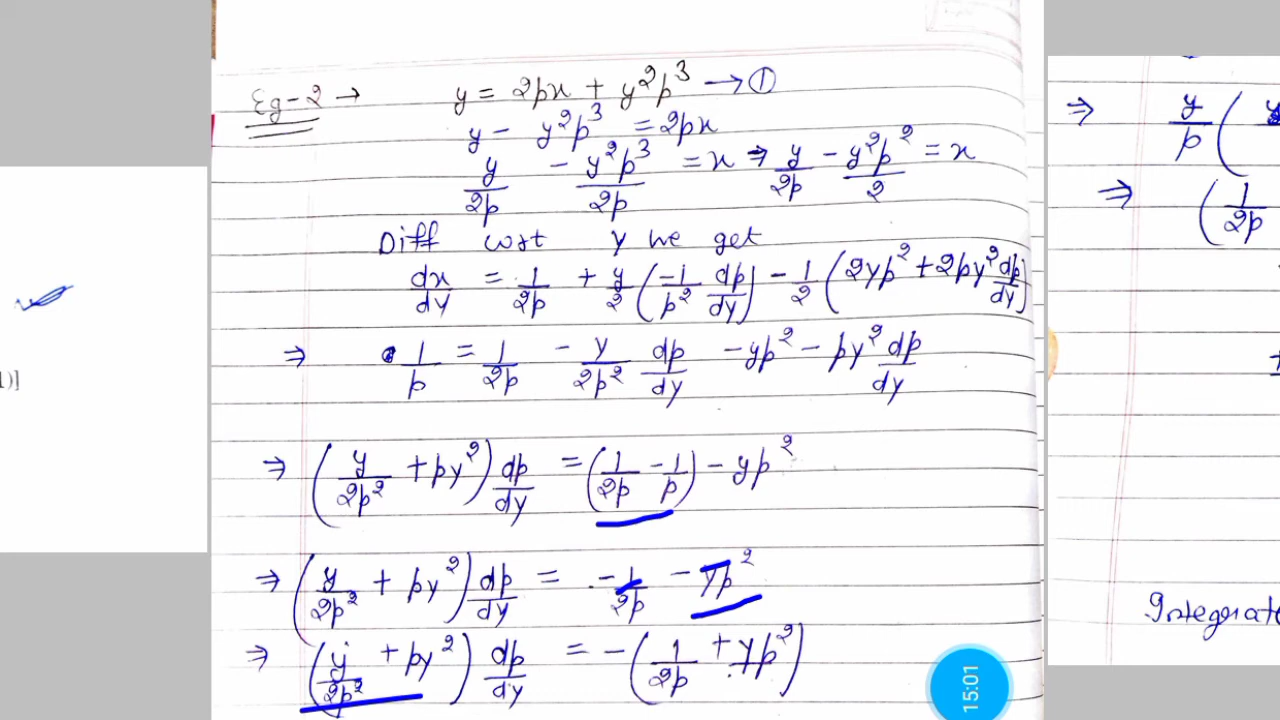 1)]
Eg-2 → y = 2px + y²p³ → ①
y - y²p³ = 2px
y/2p - y²p³/2p = x ⇒ y/2p - y²p²/2 = x
Diff wrt y we get
dx/dy = 1/2p + y/2 (-1/p² dp/dy) - 1/2 (2yp² + 2py² dp/dy)
⇒ 1/p = 1/2p - y/2p² dp/dy - yp² - py² dp/dy
⇒ (y/2p² + py²) dp/dy = (1/2p - 1/p) - yp²
⇒ (y/2p² + py²) dp/dy = -1/2p - yp²
⇒ (y/2p² + py²) dp/dy = -(1/2p + yp²)
15:01
⇒ y/p (
⇒ (1/2p